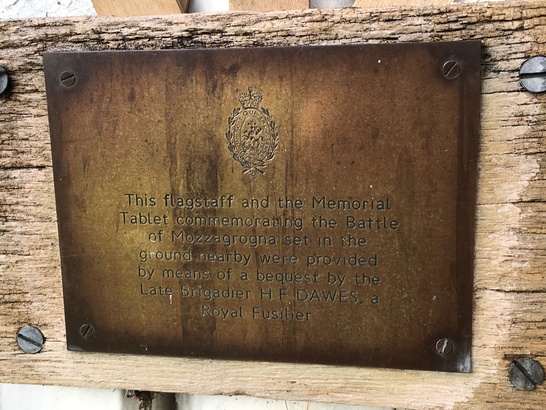 This flagstaff and the Memorial
Tablet commemorating the Battle
of Mozzagrogna set in the
ground nearby were provided
by means of a bequest by the
Late Brigadier H F DAWES, a
Royal Fusilier